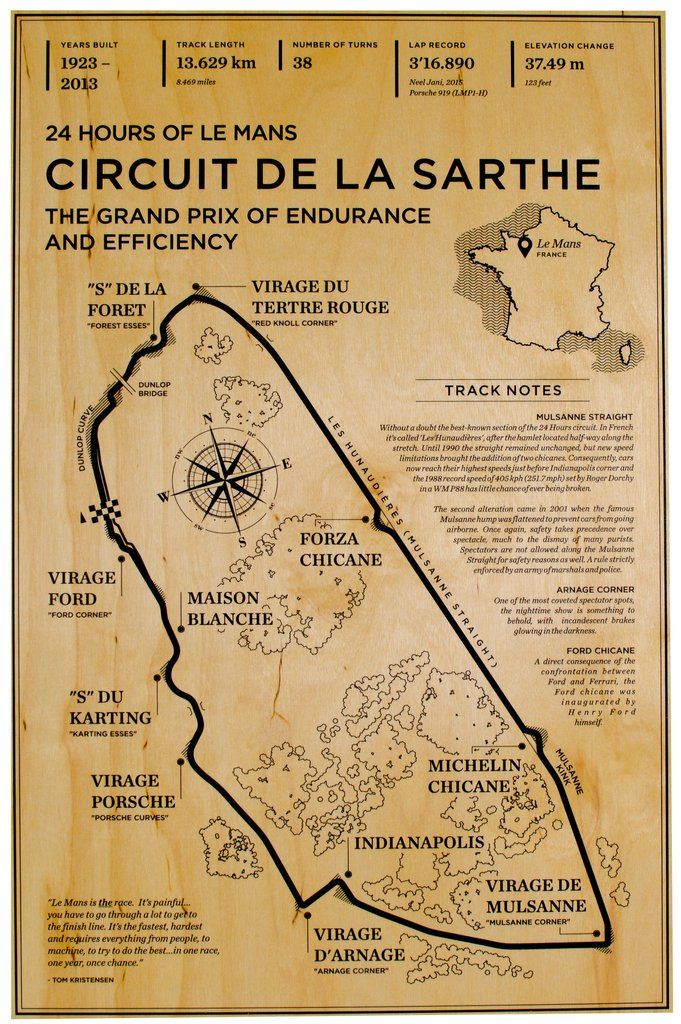 YEARS BUILT
1923 –
2013
TRACK LENGTH
13.629 km
8.469 miles
NUMBER OF TURNS
38
LAP RECORD
3'16.890
Neel Jani, 2015
Porsche 919 (LMP1-H)
ELEVATION CHANGE
37.49 m
123 feet
24 HOURS OF LE MANS
CIRCUIT DE LA SARTHE
THE GRAND PRIX OF ENDURANCE
AND EFFICIENCY
Le Mans
FRANCE
"S" DE LA
FORET
"FOREST ESSES"
VIRAGE DU
TERTRE ROUGE
"RED KNOLL CORNER"
DUNLOP
BRIDGE
DUNLOP CURVE
N
ne
E
se
S
sw
W
nw
LES HUNAUDIÈRES (MULSANNE STRAIGHT)
TRACK NOTES
MULSANNE STRAIGHT
Without a doubt the best-known section of the 24 Hours circuit. In French
it's called 'Les Hunaudières', after the hamlet located half-way along the
stretch. Until 1990 the straight remained unchanged, but new speed
limitations brought the addition of two chicanes. Consequently, cars
now reach their highest speeds just before Indianapolis corner and
the 1988 record speed of 405 kph (251.7 mph) set by Roger Dorchy
in a WM P88 has little chance of ever being broken.
The second alteration came in 2001 when the famous
Mulsanne hump was flattened to prevent cars from going
airborne. Once again, safety takes precedence over
spectacle, much to the dismay of many purists.
Spectators are not allowed along the Mulsanne
Straight for safety reasons as well. A rule strictly
enforced by an army of marshals and police.
ARNAGE CORNER
One of the most coveted spectator spots,
the nighttime show is something to
behold, with incandescent brakes
glowing in the darkness.
FORD CHICANE
A direct consequence of the
confrontation between
Ford and Ferrari, the
Ford chicane was
inaugurated by
Henry Ford
himself.
FORZA
CHICANE
VIRAGE
FORD
"FORD CORNER"
MAISON
BLANCHE
"S" DU
KARTING
"KARTING ESSES"
VIRAGE
PORSCHE
"PORSCHE CURVES"
MICHELIN
CHICANE
MULSANNE
KINK
INDIANAPOLIS
VIRAGE DE
MULSANNE
"MULSANNE CORNER"
VIRAGE
D'ARNAGE
"ARNAGE CORNER"
"Le Mans is the race. It's painful...
you have to go through a lot to get to
the finish line. It's the fastest, hardest
and requires everything from people, to
machine, to try to do the best...in one race,
one year, once chance."
- TOM KRISTENSEN